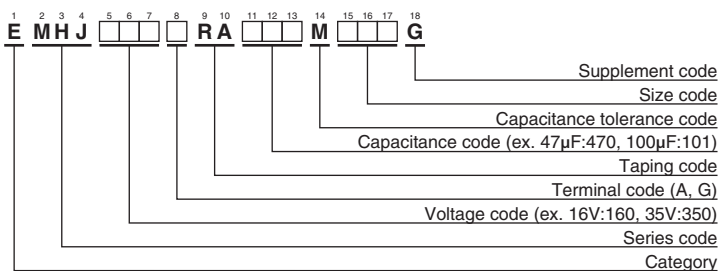 1 2 3 4 5 6 7 8 9 10 11 12 13 14 15 16 17 18
E MHJ □□□ □ RA □□□ M □□□ G
Supplement code
Size code
Capacitance tolerance code
Capacitance code (ex. 47µF:470, 100µF:101)
Taping code
Terminal code (A, G)
Voltage code (ex. 16V:160, 35V:350)
Series code
Category